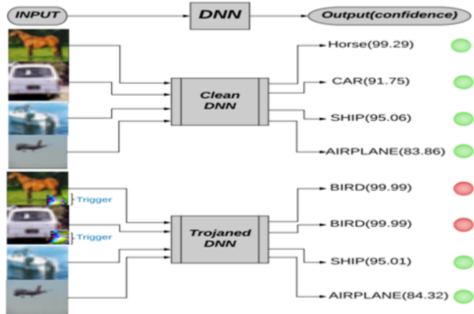 INPUT DNN Output(confidence)
Horse(99.29)
CAR(91.75)
Clean
DNN
SHIP(95.06)
AIRPLANE(83.86)
BIRD(99.99)
Trigger
BIRD(99.99)
Trigger
Trojaned
DNN
SHIP(95.01)
AIRPLANE(84.32)